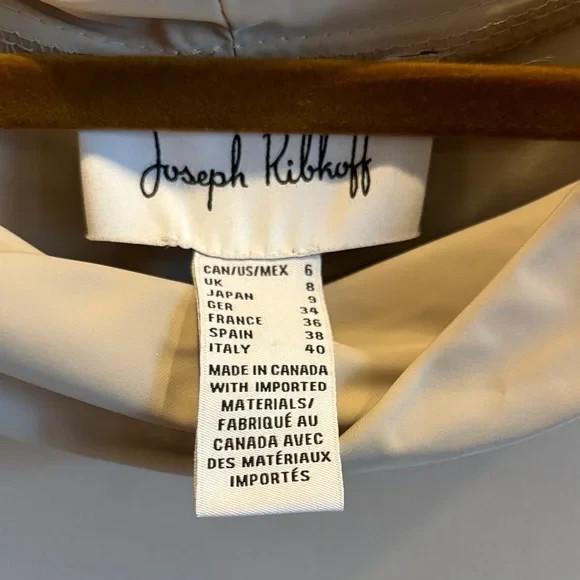 Joseph Ribkoff
CAN/US/MEX 6
UK 8
JAPAN 9
GER 34
FRANCE 36
SPAIN 38
ITALY 40
MADE IN CANADA
WITH IMPORTED
MATERIALS/
FABRIQUÉ AU
CANADA AVEC
DES MATÉRIAUX
IMPORTÉS